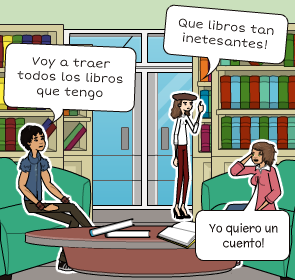 Que libros tan
inetesantes!
Voy a traer
todos los libros
que tengo
Yo quiero un
cuento!